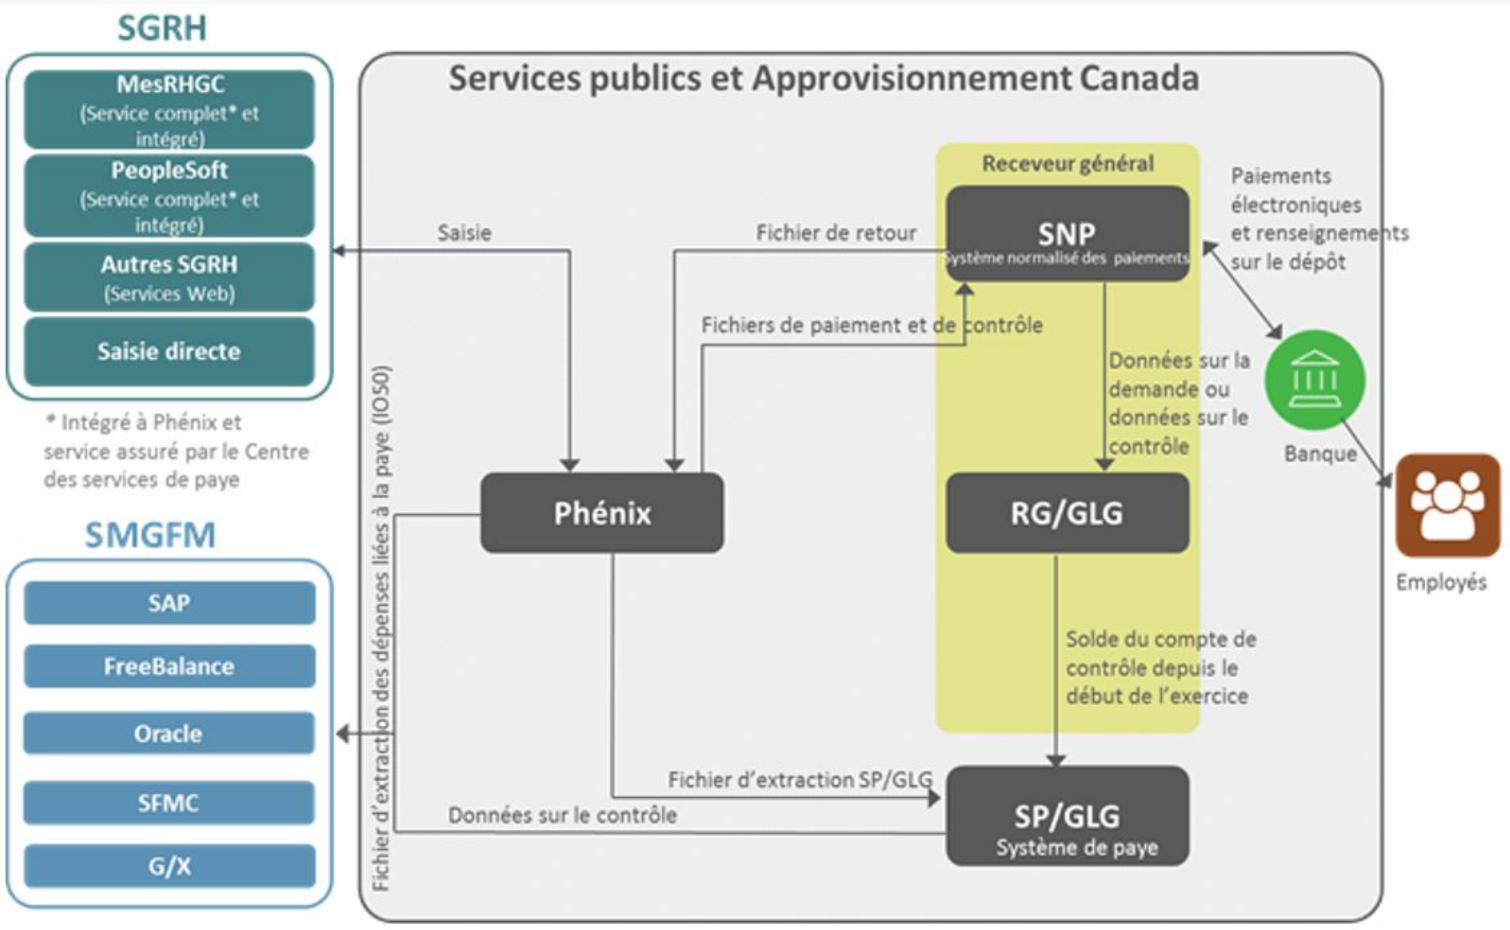 SGRH
MesRHGC
(Service complet* et
intégré)
PeopleSoft
(Service complet* et
intégré)
Autres SGRH
(Services Web)
Saisie directe
* Intégré à Phénix et
service assuré par le Centre
des services de paye
SMGFM
SAP
FreeBalance
Oracle
SFMC
G/X
Services publics et Approvisionnement Canada
Receveur général
SNP
Système normalisé des paiements
Saisie
Fichier de retour
Fichiers de paiement et de contrôle
Paiements
électroniques
et renseignements
sur le dépôt
Données sur la
demande ou
données sur le
contrôle
Banque
Employés
Phénix
RG/GLG
Fichier d'extraction des dépenses liées à la paye (IO50)
Solde du compte de
contrôle depuis le
début de l'exercice
Fichier d'extraction SP/GLG
Données sur le contrôle
SP/GLG
Système de paye